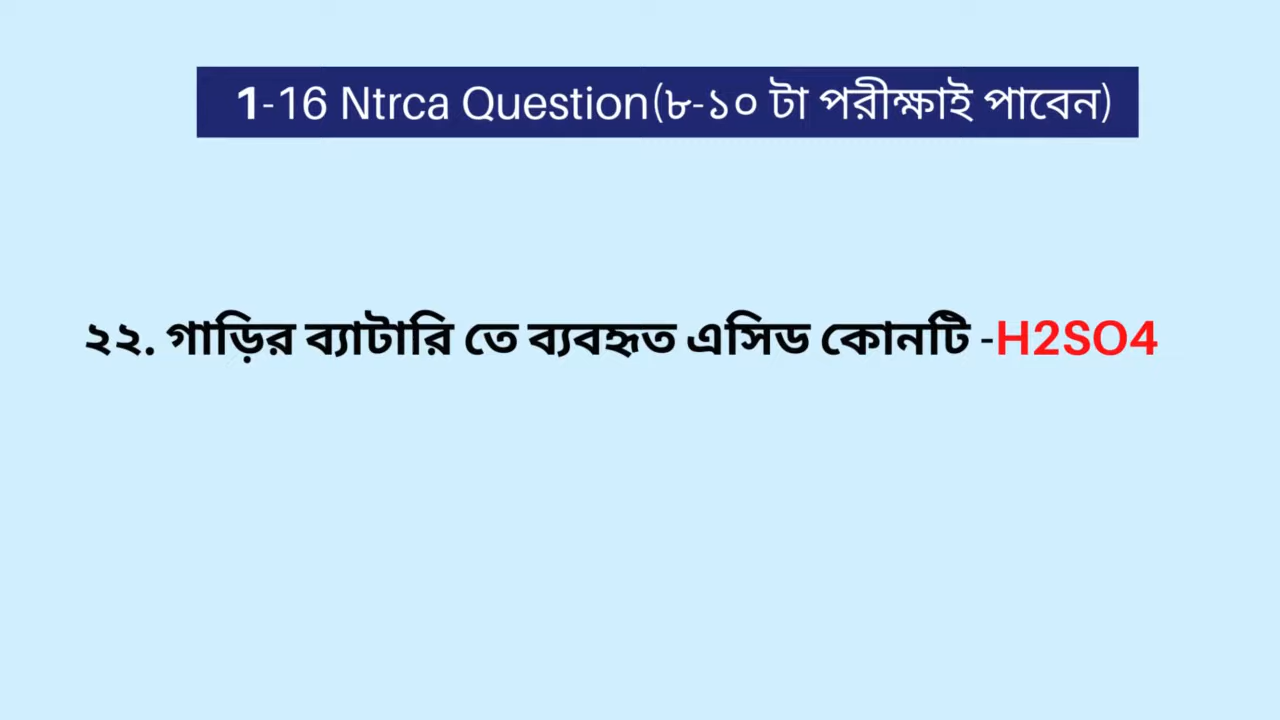 1-16 Ntrca Question(৮-১০ টা পরীক্ষাই পাবেন)
২২. গাড়ির ব্যাটারি তে ব্যবহৃত এসিড কোনটি -H2SO4